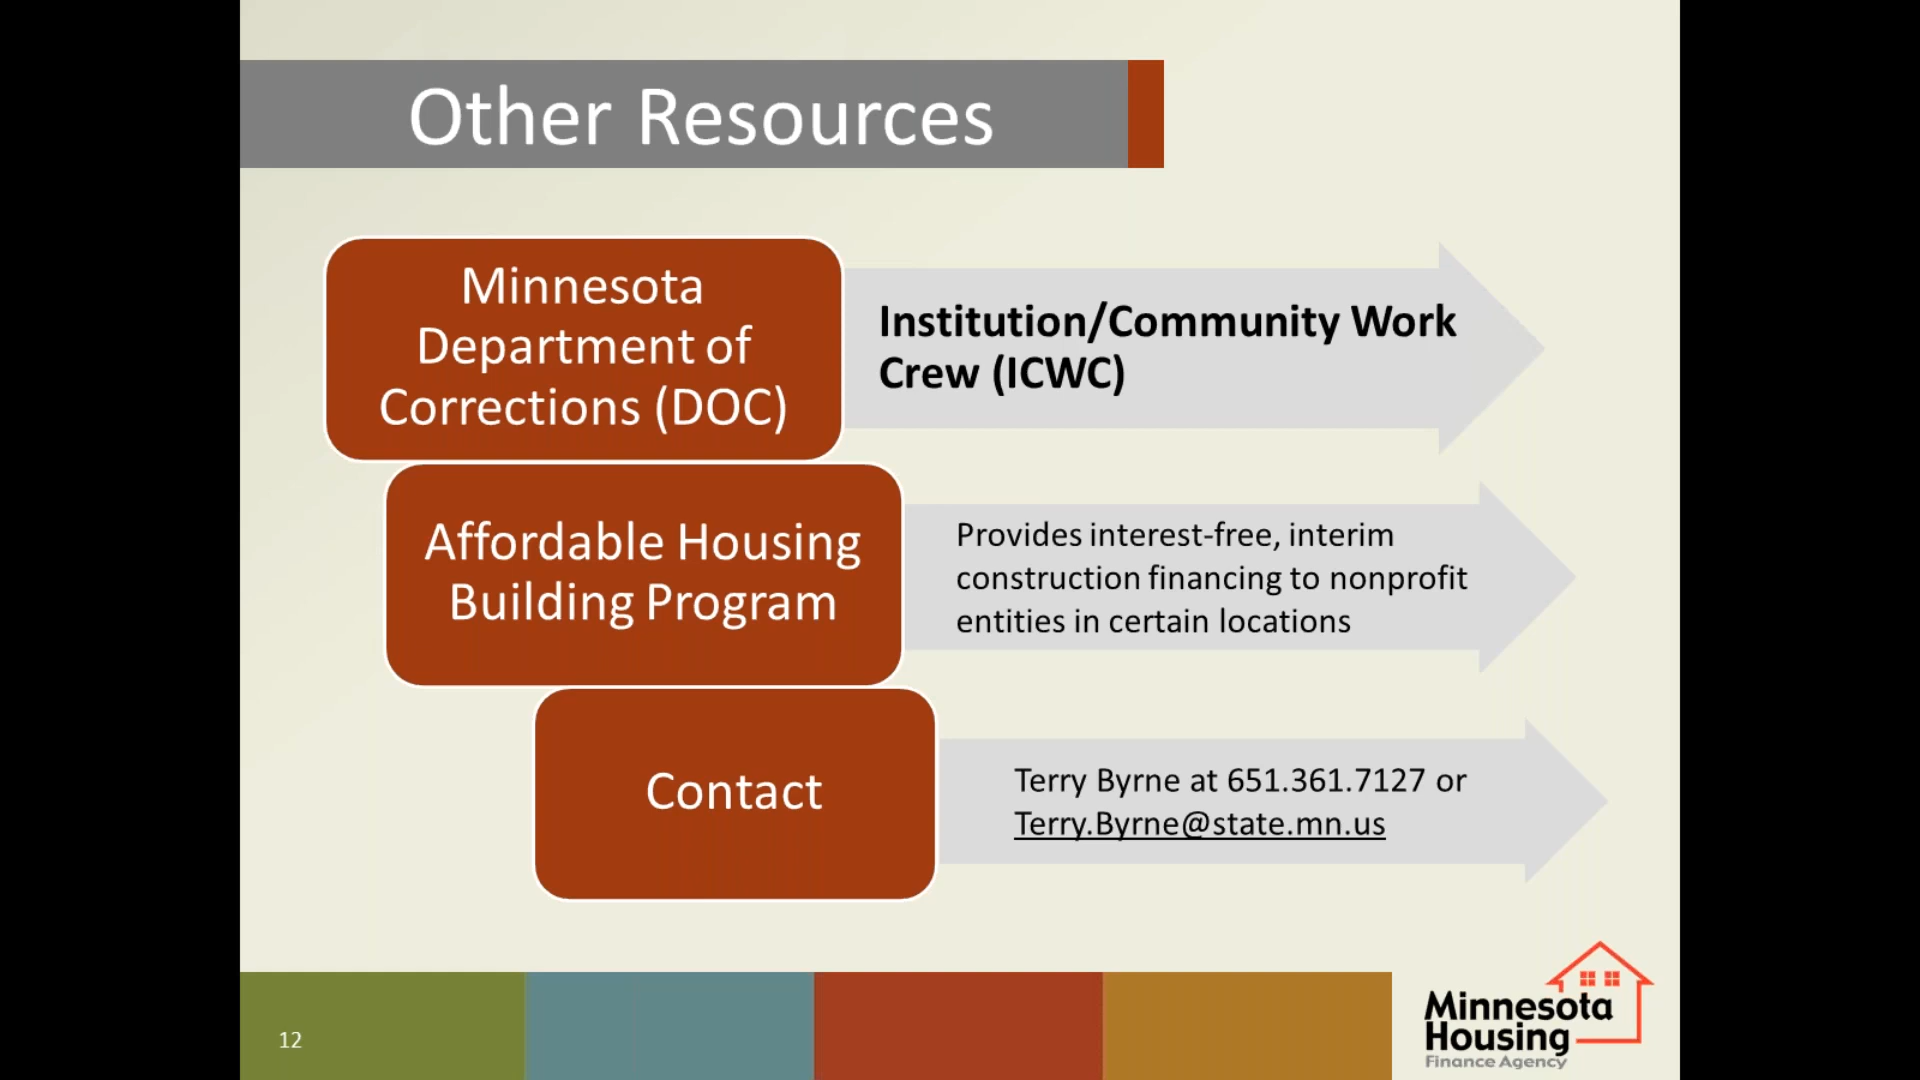 Other Resources
Minnesota
Department of
Corrections (DOC)
Institution/Community Work
Crew (ICWC)
Affordable Housing
Building Program
Provides interest-free, interim
construction financing to nonprofit
entities in certain locations
Contact
Terry Byrne at 651.361.7127 or
Terry.Byrne@state.mn.us
12
Minnesota
Housing
Finance Agency